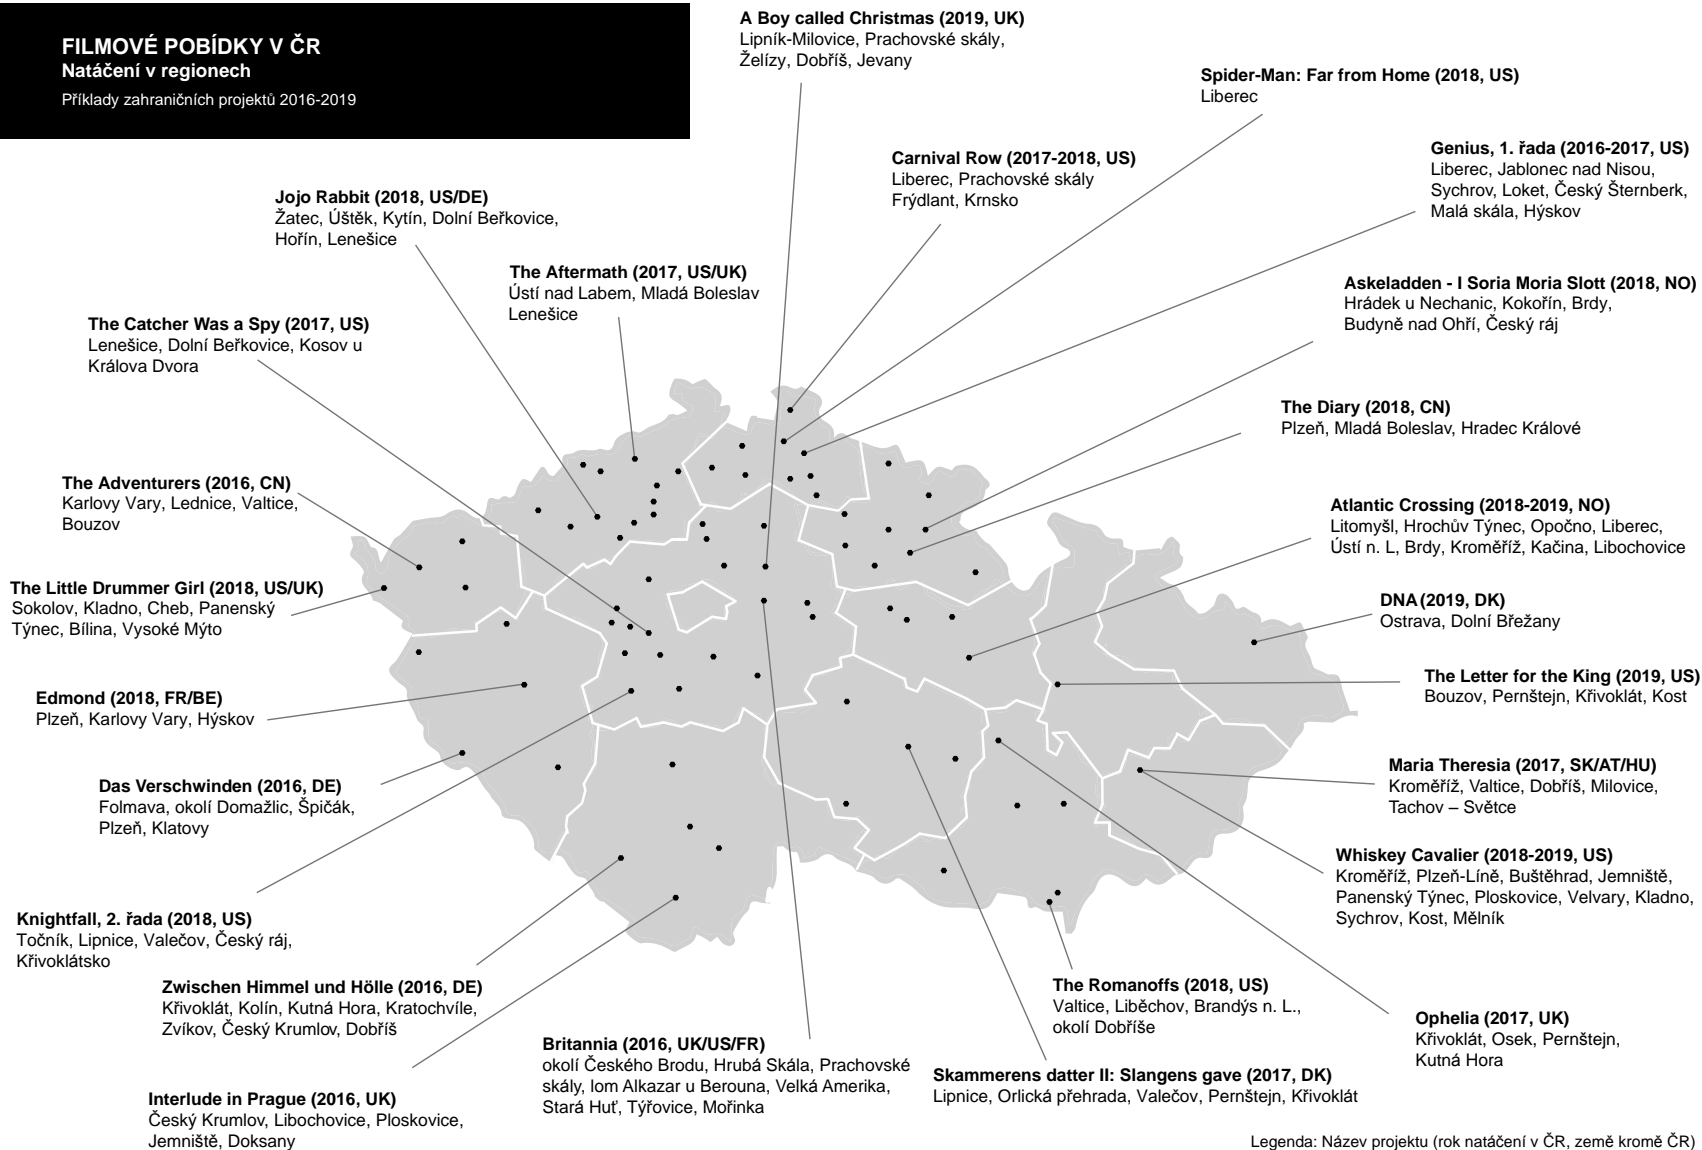 FILMOVÉ POBÍDKY V ČR
Natáčení v regionech
Příklady zahraničních projektů 2016-2019
A Boy called Christmas (2019, UK)
Lipník-Milovice, Prachovské skály,
Želízy, Dobříš, Jevany
Spider-Man: Far from Home (2018, US)
Liberec
Carnival Row (2017-2018, US)
Liberec, Prachovské skály
Frýdlant, Krnsko
Genius, 1. řada (2016-2017, US)
Liberec, Jablonec nad Nisou,
Sychrov, Loket, Český Šternberk,
Malá skála, Hýskov
Jojo Rabbit (2018, US/DE)
Žatec, Úštěk, Kytín, Dolní Beřkovice,
Hořín, Lenešice
The Aftermath (2017, US/UK)
Ústí nad Labem, Mladá Boleslav
Lenešice
Askeladden - I Soria Moria Slott (2018, NO)
Hrádek u Nechanic, Kokořín, Brdy,
Budyně nad Ohří, Český ráj
The Catcher Was a Spy (2017, US)
Lenešice, Dolní Beřkovice, Kosov u
Králova Dvora
The Diary (2018, CN)
Plzeň, Mladá Boleslav, Hradec Králové
The Adventurers (2016, CN)
Karlovy Vary, Lednice, Valtice,
Bouzov
Atlantic Crossing (2018-2019, NO)
Litomyšl, Hrochův Týnec, Opočno, Liberec,
Ústí n. L, Brdy, Kroměříž, Kačina, Libochovice
The Little Drummer Girl (2018, US/UK)
Sokolov, Kladno, Cheb, Panenský
Týnec, Bílina, Vysoké Mýto
DNA (2019, DK)
Ostrava, Dolní Břežany
The Letter for the King (2019, US)
Bouzov, Pernštejn, Křivoklát, Kost
Edmond (2018, FR/BE)
Plzeň, Karlovy Vary, Hýskov
Das Verschwinden (2016, DE)
Folmava, okolí Domažlic, Špičák,
Plzeň, Klatovy
Maria Theresia (2017, SK/AT/HU)
Kroměříž, Valtice, Dobříš, Milovice,
Tachov – Světce
Whiskey Cavalier (2018-2019, US)
Kroměříž, Plzeň-Líně, Buštěhrad, Jemniště,
Panenský Týnec, Ploskovice, Velvary, Kladno,
Sychrov, Kost, Mělník
Knightfall, 2. řada (2018, US)
Točník, Lipnice, Valečov, Český ráj,
Křivoklátsko
Zwischen Himmel und Hölle (2016, DE)
Křivoklát, Kolín, Kutná Hora, Kratochvíle,
Zvíkov, Český Krumlov, Dobříš
The Romanoffs (2018, US)
Valtice, Liběchov, Brandýs n. L.,
okolí Dobříše
Ophelia (2017, UK)
Křivoklát, Osek, Pernštejn,
Kutná Hora
Britannia (2016, UK/US/FR)
okolí Českého Brodu, Hrubá Skála, Prachovské
skály, lom Alkazar u Berouna, Velká Amerika,
Stará Huť, Týřovice, Mořinka
Skammerens datter II: Slangens gave (2017, DK)
Lipnice, Orlická přehrada, Valečov, Pernštejn, Křivoklát
Interlude in Prague (2016, UK)
Český Krumlov, Libochovice, Ploskovice,
Jemniště, Doksany
Legenda: Název projektu (rok natáčení v ČR, země kromě ČR)